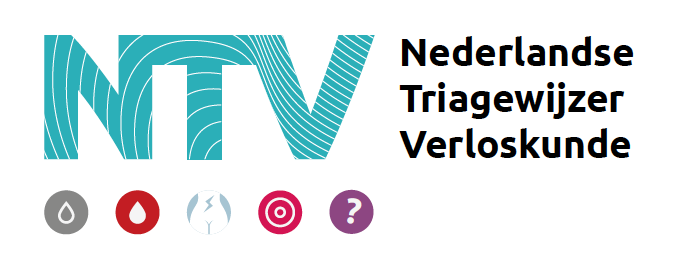 NTV
Nederlandse
Triagewijzer
Verloskunde
?